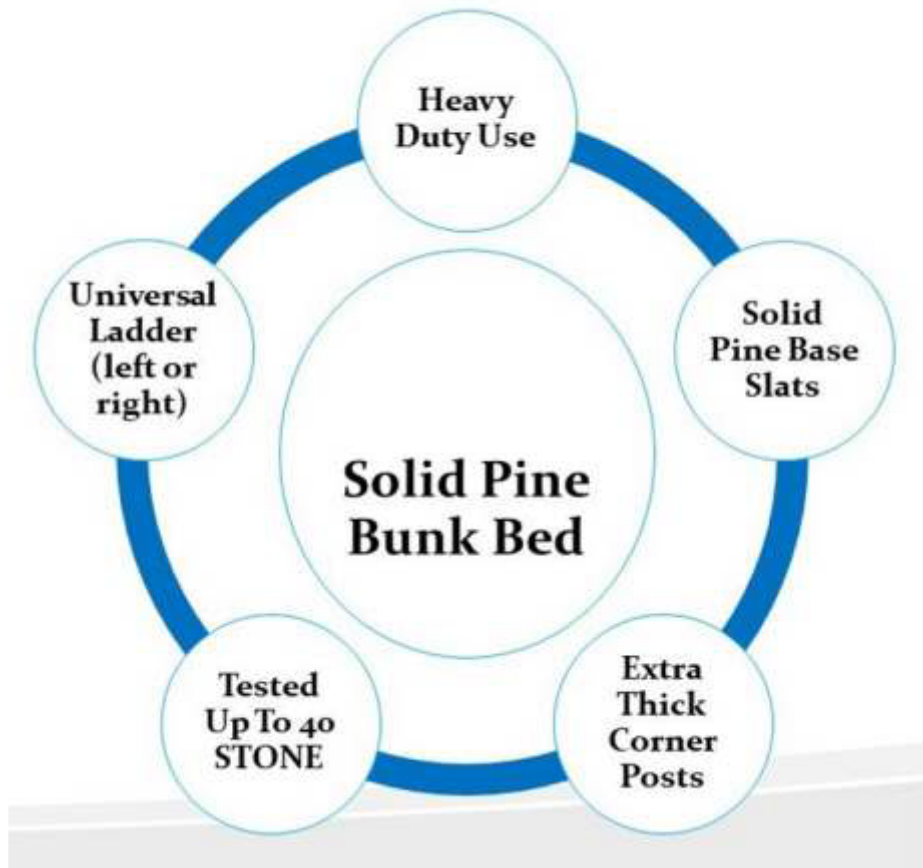 Heavy
Duty Use
Universal
Ladder
(left or
right)
Solid
Pine Base
Slats
Solid Pine
Bunk Bed
Tested
Up To 40
STONE
Extra
Thick
Corner
Posts